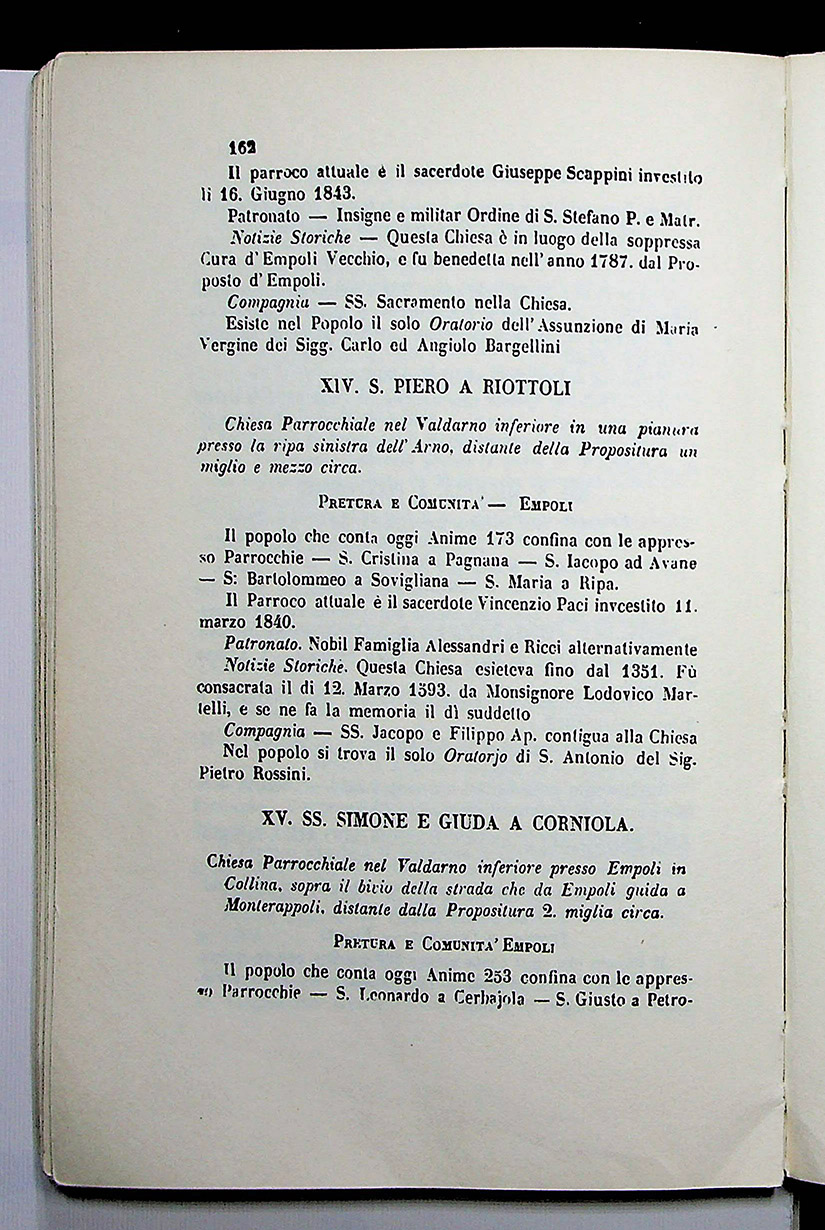 162
Il parroco attuale è il sacerdote Giuseppe Scappini investito
li 16. Giugno 1843.
Patronato — Insigne e militar Ordine di S. Stefano P. e Matr.
Notizie Storiche — Questa Chiesa è in luogo della soppressa
Cura d' Empoli Vecchio, e fu benedetta nell' anno 1787. dal Pro-
posto d' Empoli.
Compagnia — SS. Sacramento nella Chiesa.
Esiste nel Popolo il solo Oratorio dell' Assunzione di Maria
Vergine dei Sigg. Carlo ed Angiolo Bargellini
XIV. S. PIERO A RIOTTOLI
Chiesa Parrocchiale nel Valdarno inferiore in una pianura
presso la ripa sinistra dell' Arno, distante della Propositura un
miglio e mezzo circa.
PRETURA E COMUNITA' — EMPOLI
Il popolo che conta oggi Anime 173 confina con le appres-
so Parrocchie — S. Cristina a Pagnana — S. Iacopo ad Avane
— S: Bartolommeo a Sovigliana — S. Maria a Ripa.
Il Parroco attuale è il sacerdote Vincenzio Paci invcestito 11.
marzo 1840.
Patronato. Nobil Famiglia Alessandri e Ricci alternativamente
Notizie Storiche. Questa Chiesa esisteva fino dal 1351. Fù
consacrata il di 12. Marzo 1593. da Monsignore Lodovico Mar-
telli, e se ne fa la memoria il dì suddetto
Compagnia — SS. Jacopo e Filippo Ap. contigua alla Chiesa
Nel popolo si trova il solo Oratorjo di S. Antonio del Sig.
Pietro Rossini.
XV. SS. SIMONE E GIUDA A CORNIOLA.
Chiesa Parrocchiale nel Valdarno inferiore presso Empoli in
Collina, sopra il bivio della strada che da Empoli guida a
Monterappoli, distante dalla Propositura 2. miglia circa.
PRETURA E COMUNITA' EMPOLI
Il popolo che conta oggi Anime 253 confina con le appres-
so Parrocchie — S. Leonardo a Cerbajola — S. Giusto a Petro-